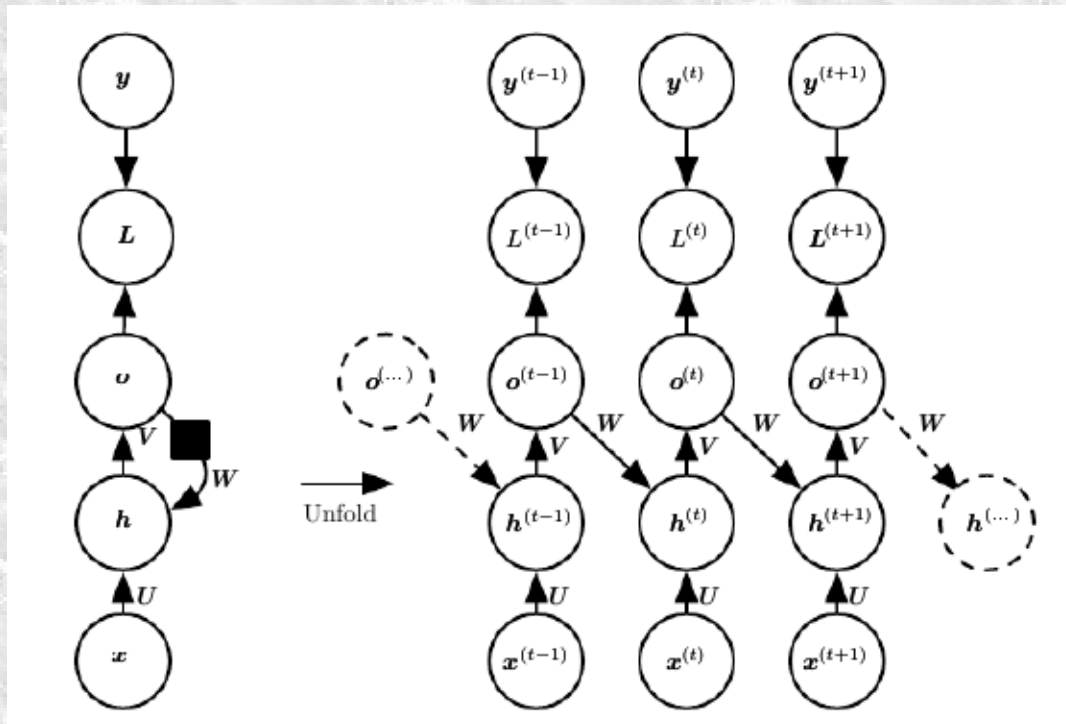 y y^(t−1) y^(t) y^(t+1)
L L^(t−1) L^(t) L^(t+1)
o o^(...) o^(t−1) o^(t) o^(t+1)
W W W W
V V V V
W
h h^(t−1) h^(t) h^(t+1) h^(...)
Unfold
U U U U
x x^(t−1) x^(t) x^(t+1)